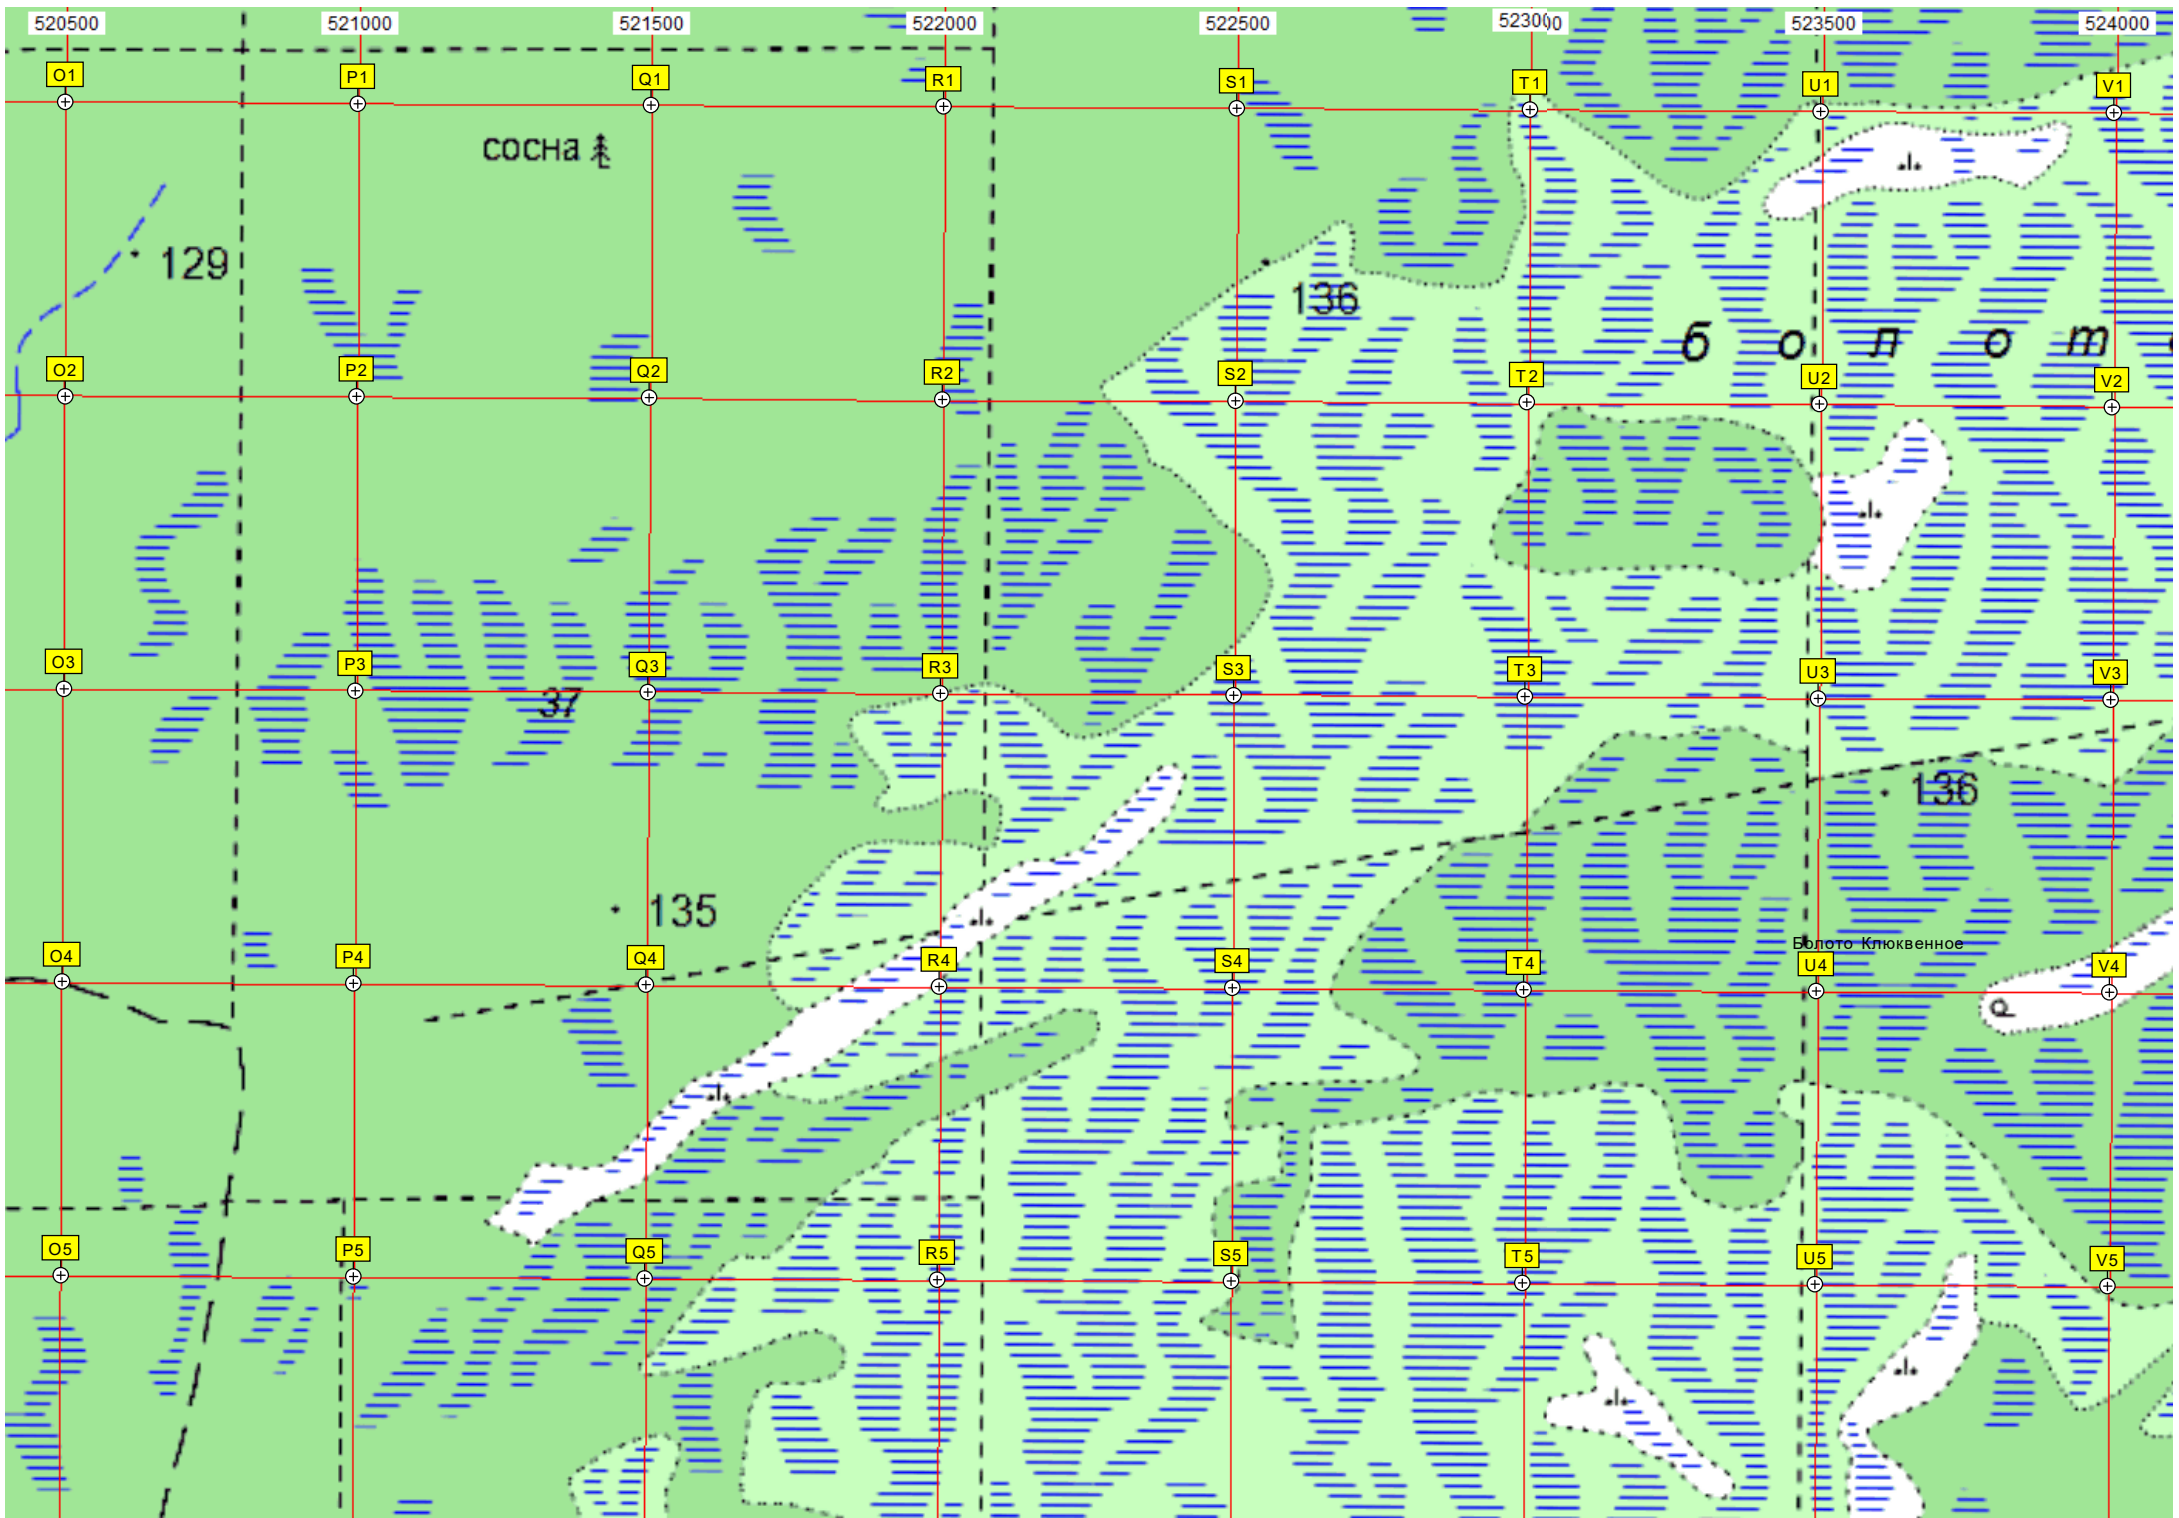 520500 521000 521500 522000 522500 523000 523500 524000
O1 P1 Q1 R1 S1 T1 U1 V1
сосна
129
136
б о л о т
O2 P2 Q2 R2 S2 T2 U2 V2
O3 P3 Q3 R3 S3 T3 U3 V3
37
136
135
Болото Клюквенное
O4 P4 Q4 R4 S4 T4 U4 V4
O5 P5 Q5 R5 S5 T5 U5 V5